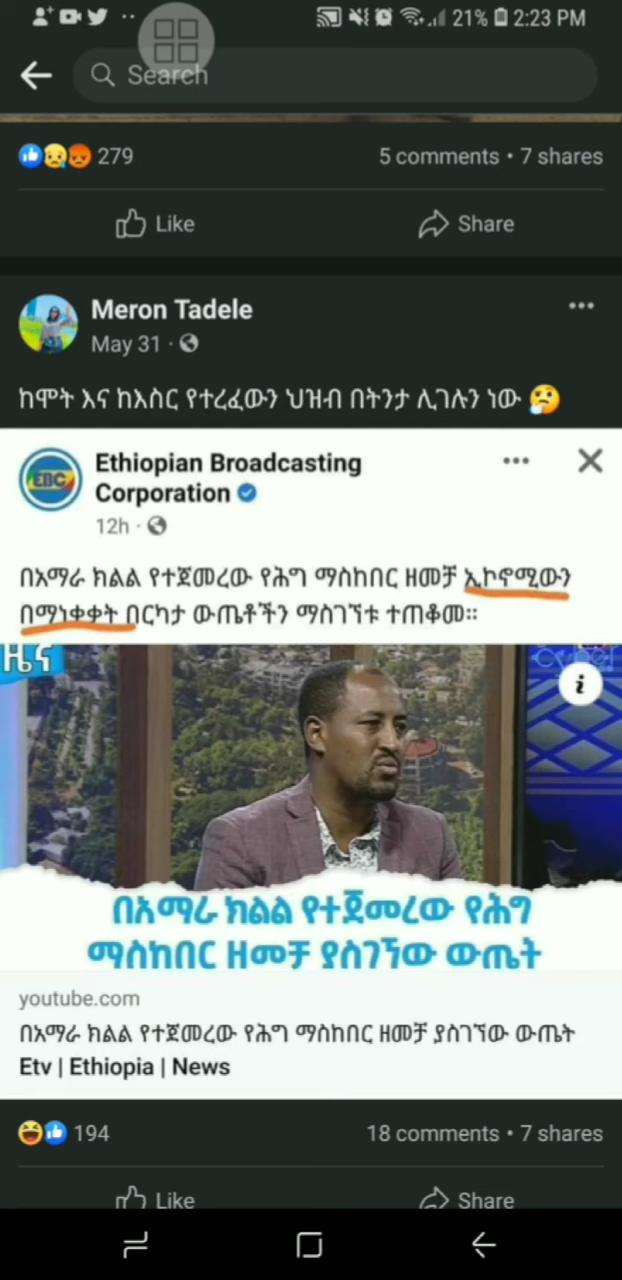 21% 2:23 PM
Search
279
5 comments • 7 shares
Like
Share
Meron Tadele
May 31 ·
ከሞት እና ከእስር የተረፈውን ህዝብ በትንታ ሊገሉን ነው
EBC
Ethiopian Broadcasting
Corporation
12h ·
በአማራ ክልል የተጀመረው የሕግ ማስከበር ዘመቻ ኢኮኖሚውን
በማነቃቃት በርካታ ውጤቶችን ማስገኘቱ ተጠቆመ።
ዜና
cyber
i
በአማራ ክልል የተጀመረው የሕግ
ማስከበር ዘመቻ ያስገኘው ውጤት
youtube.com
በአማራ ክልል የተጀመረው የሕግ ማስከበር ዘመቻ ያስገኘው ውጤት
Etv | Ethiopia | News
194
18 comments • 7 shares
Like
Share